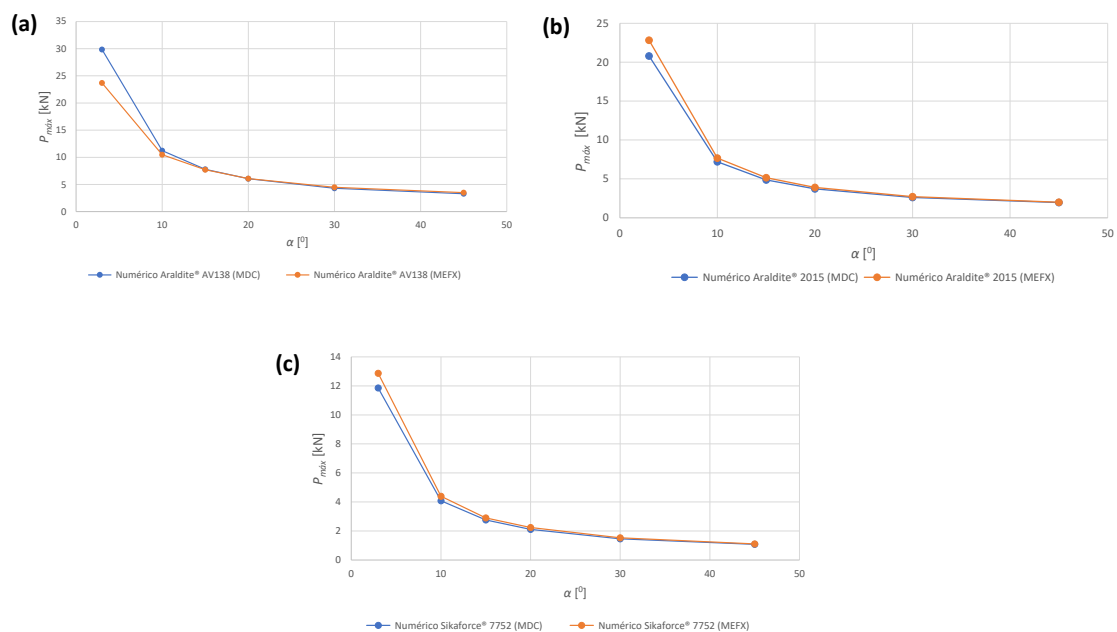 (a)
35
30
25
20
15
10
5
0
P_máx [kN]
0 10 20 30 40 50
α [⁰]
Numérico Araldite® AV138 (MDC) Numérico Araldite® AV138 (MEFX)
(b)
25
20
15
10
5
0
P_máx [kN]
0 10 20 30 40 50
α [⁰]
Numérico Araldite® 2015 (MDC) Numérico Araldite® 2015 (MEFX)
(c)
14
12
10
8
6
4
2
0
P_máx [kN]
0 10 20 30 40 50
α [⁰]
Numérico Sikaforce® 7752 (MDC) Numérico Sikaforce® 7752 (MEFX)